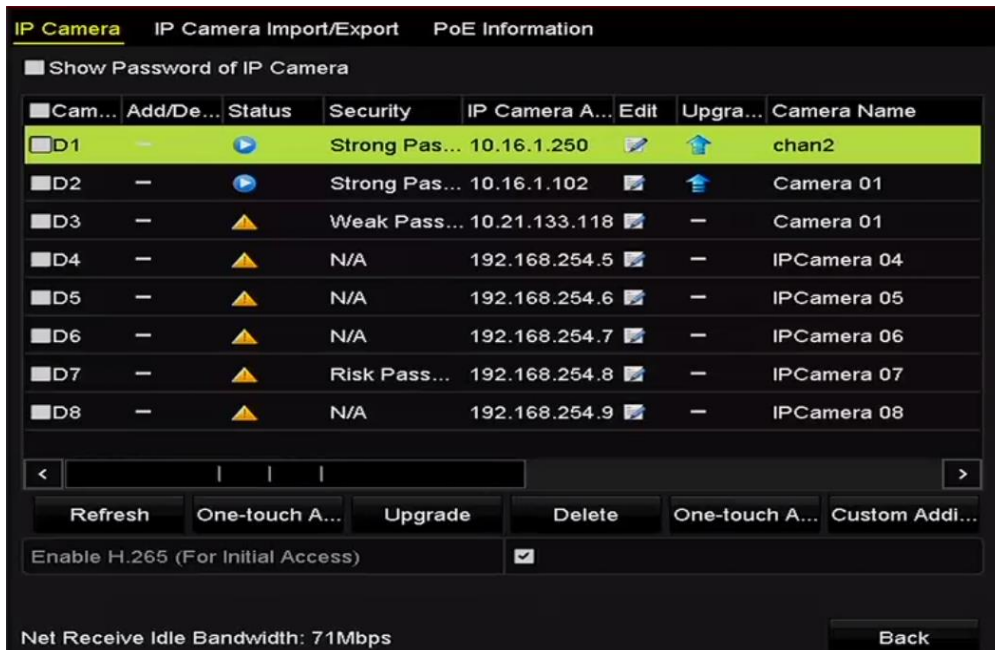 IP Camera IP Camera Import/Export PoE Information
Show Password of IP Camera
Cam... Add/De... Status Security IP Camera A... Edit Upgra... Camera Name
D1 – Strong Pas... 10.16.1.250 chan2
D2 – Strong Pas... 10.16.1.102 Camera 01
D3 – Weak Pass... 10.21.133.118 – Camera 01
D4 – N/A 192.168.254.5 – IPCamera 04
D5 – N/A 192.168.254.6 – IPCamera 05
D6 – N/A 192.168.254.7 – IPCamera 06
D7 – Risk Pass... 192.168.254.8 – IPCamera 07
D8 – N/A 192.168.254.9 – IPCamera 08
< >
Refresh One-touch A... Upgrade Delete One-touch A... Custom Addi...
Enable H.265 (For Initial Access)
Net Receive Idle Bandwidth: 71Mbps Back